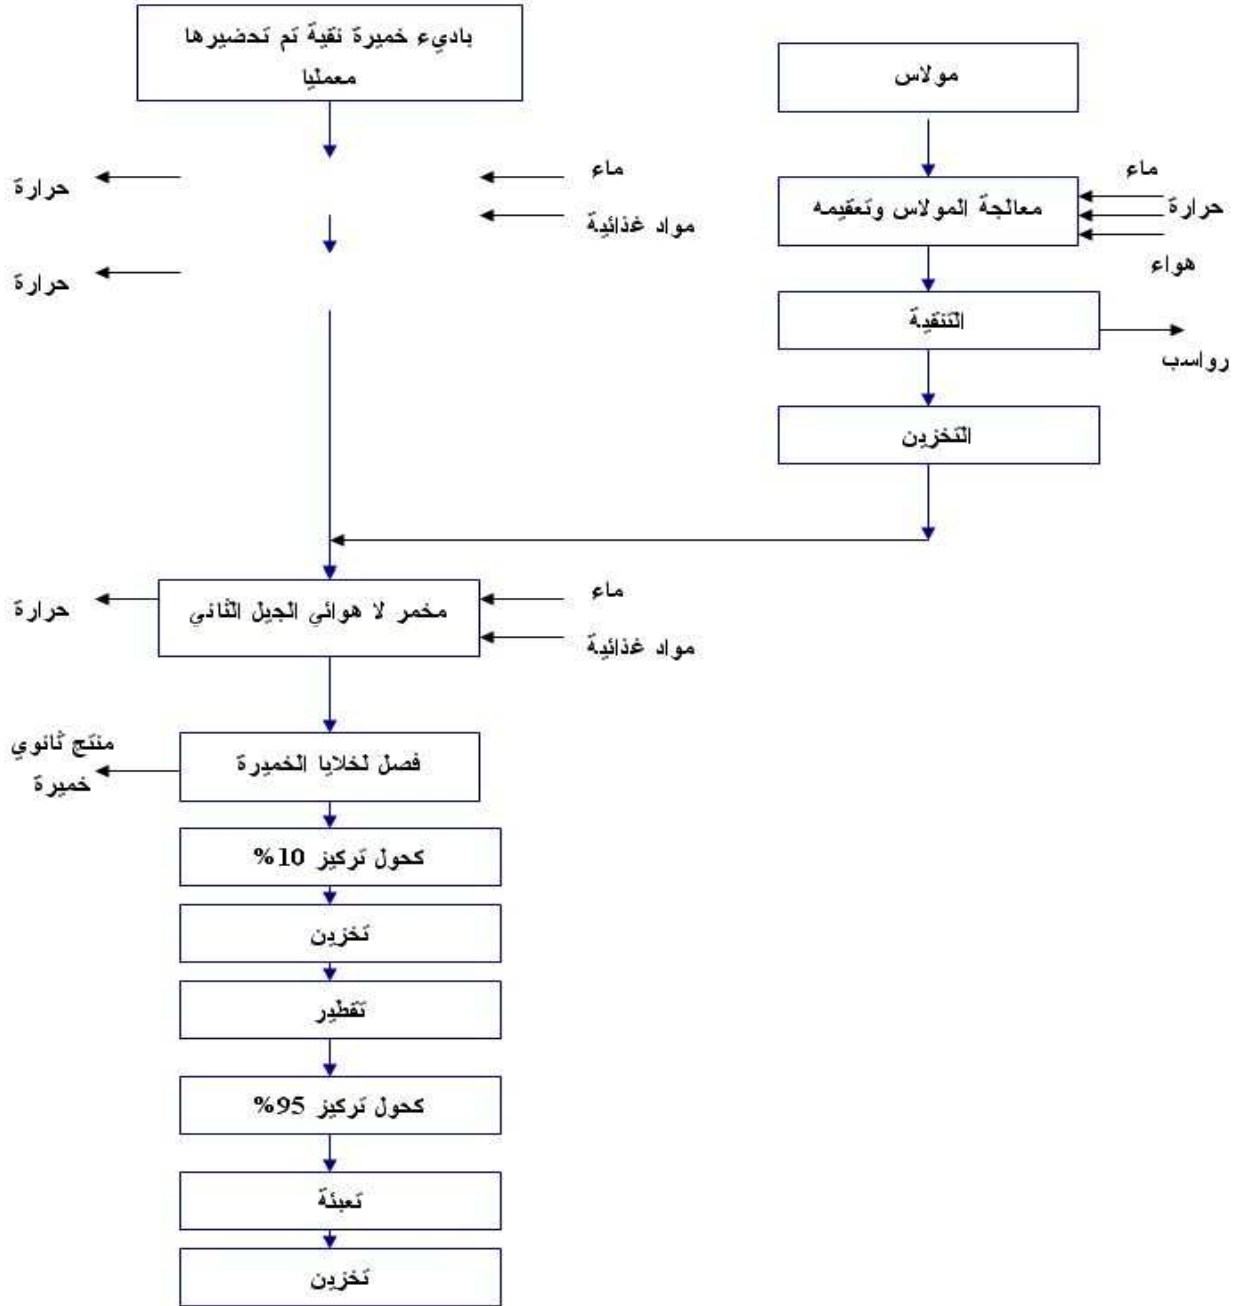 باديء خميرة نقية تم تحضيرها
معمليا
مولاس
ماء
حرارة
هواء
معالجة المولاس وتعقيمه
ماء
مواد غذائية
حرارة
حرارة
التنقية
رواسب
التخزين
ماء
مواد غذائية
مخمر لا هوائي الجيل الثاني
حرارة
فصل لخلايا الخميرة
منتج ثانوي
خميرة
كحول تركيز 10%
تخزين
تقطير
كحول تركيز 95%
تعبئة
تخزين